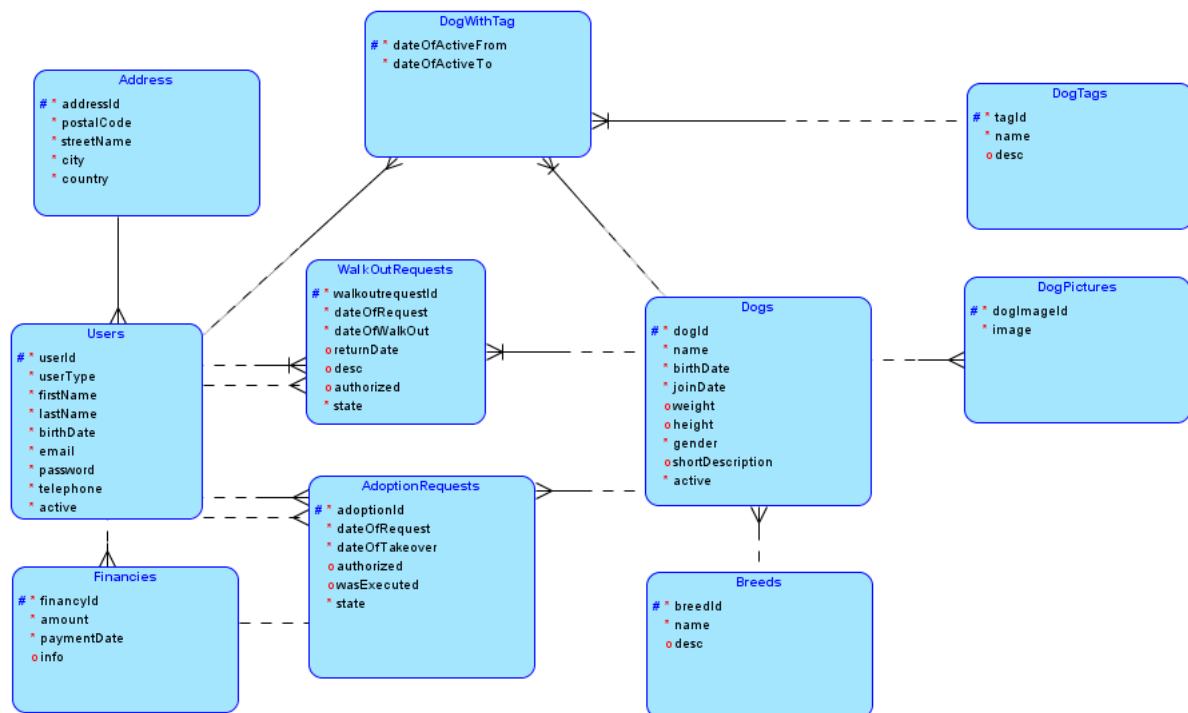 DogWithTag
# * dateOfActiveFrom
* dateOfActiveTo
Address
# * addressId
* postalCode
* streetName
* city
* country
DogTags
# * tagId
* name
o desc
WalkOutRequests
# * walkoutrequestId
* dateOfRequest
* dateOfWalkOut
o returnDate
o desc
o authorized
* state
DogPictures
# * dogImageId
* image
Dogs
# * dogId
* name
* birthDate
* joinDate
o weight
o height
* gender
o shortDescription
* active
Users
# * userId
* userType
* firstName
* lastName
* birthDate
* email
* password
* telephone
* active
AdoptionRequests
# * adoptionId
* dateOfRequest
* dateOfTakeover
o authorized
o wasExecuted
* state
Financies
# * financyId
* amount
* paymentDate
o info
Breeds
# * breedId
* name
o desc